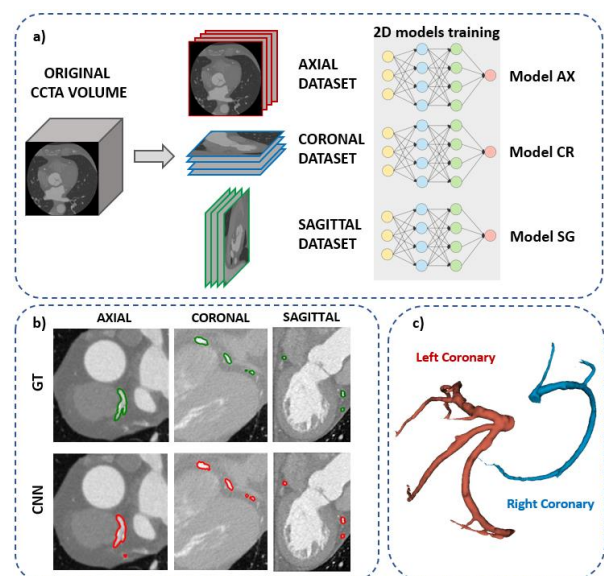 a)
2D models training
ORIGINAL
CCTA VOLUME
AXIAL
DATASET
Model AX
CORONAL
DATASET
Model CR
SAGITTAL
DATASET
Model SG
b)
AXIAL
CORONAL
SAGITTAL
GT
CNN
c)
Left Coronary
Right Coronary